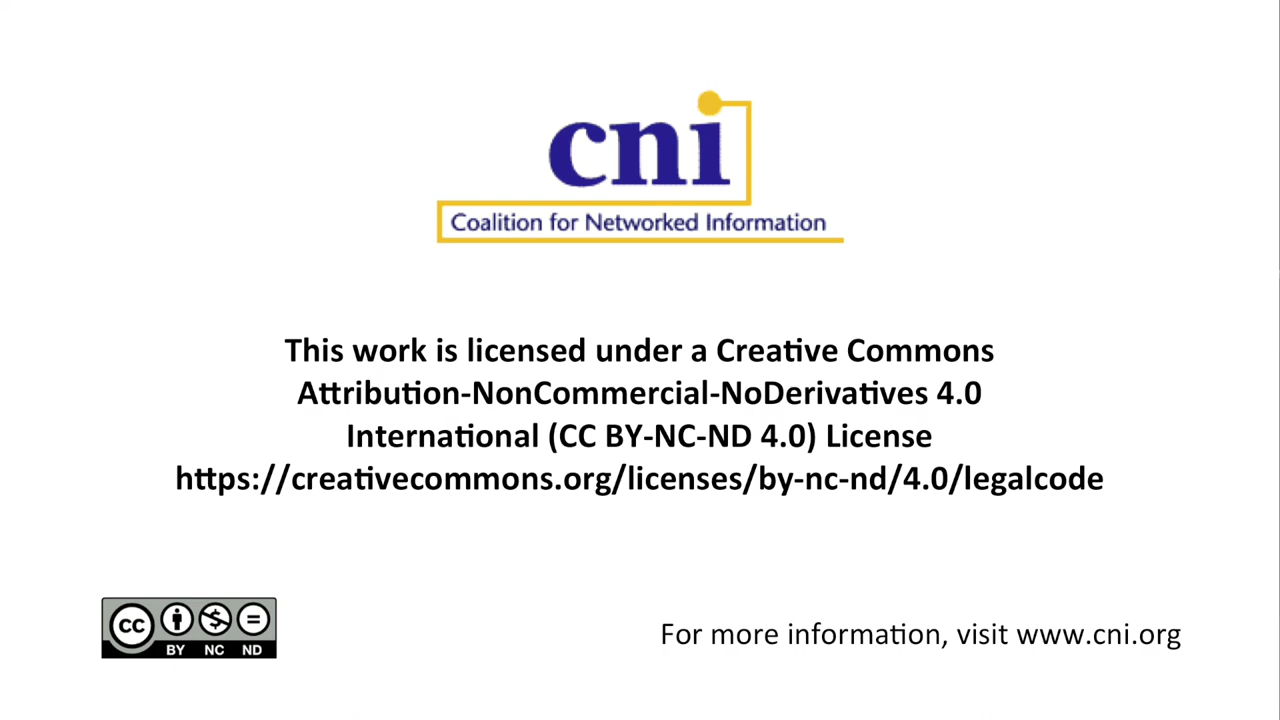 cni
Coalition for Networked Information
This work is licensed under a Creative Commons
Attribution-NonCommercial-NoDerivatives 4.0
International (CC BY-NC-ND 4.0) License
https://creativecommons.org/licenses/by-nc-nd/4.0/legalcode
cc
BY NC ND
For more information, visit www.cni.org